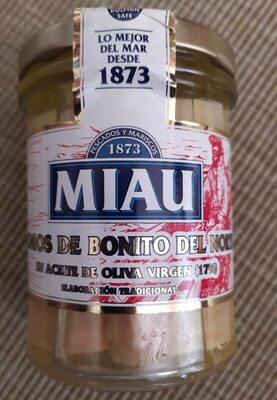 DOLPHIN
SAFE
LO MEJOR
DEL MAR
DESDE
1873
PESCADOS Y MARISCOS
1873
MIAU
DE BONITO DEL
EN ACEITE DE OLIVA VIRGEN (17%)
ELABORACIÓN TRADICIONAL